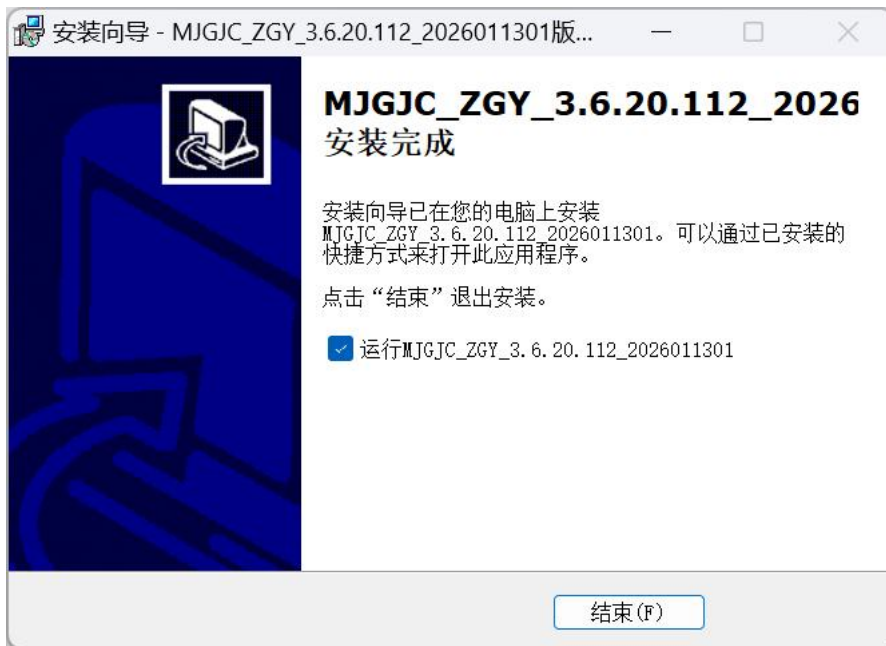 安装向导 - MJGJC_ZGY_3.6.20.112_2026011301版...
MJGJC_ZGY_3.6.20.112_2026
安装完成
安装向导已在您的电脑上安装
MJGJC_ZGY_3.6.20.112_2026011301。可以通过已安装的
快捷方式来打开此应用程序。
点击“结束”退出安装。
运行MJGJC_ZGY_3.6.20.112_2026011301
结束(F)